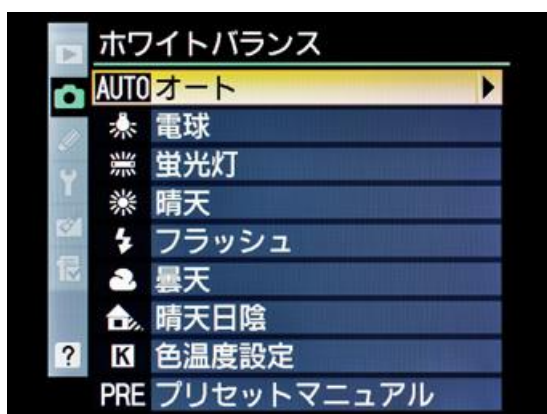 ホワイトバランス
AUTO オート
電球
蛍光灯
晴天
フラッシュ
曇天
晴天日陰
? K 色温度設定
PRE プリセットマニュアル